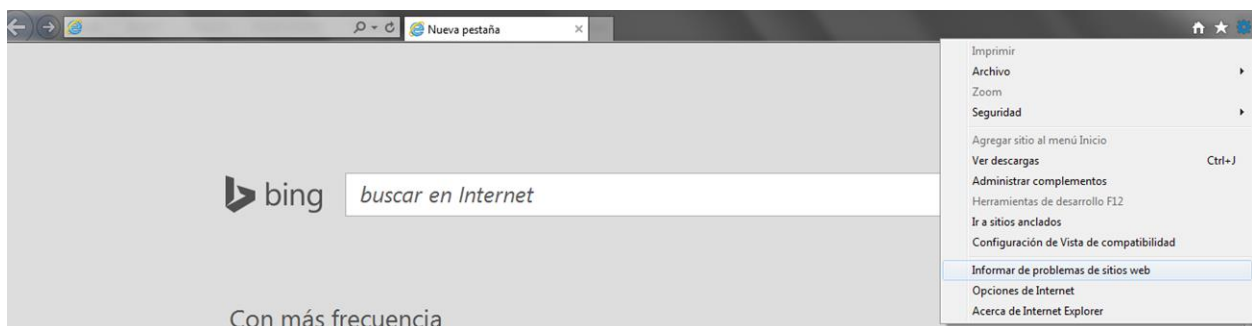 Nueva pestaña
Imprimir
Archivo
Zoom
Seguridad
Agregar sitio al menú Inicio
Ver descargas Ctrl+J
Administrar complementos
Herramientas de desarrollo F12
Ir a sitios anclados
Configuración de Vista de compatibilidad
Informar de problemas de sitios web
Opciones de Internet
Acerca de Internet Explorer
bing
buscar en Internet
Con más frecuencia